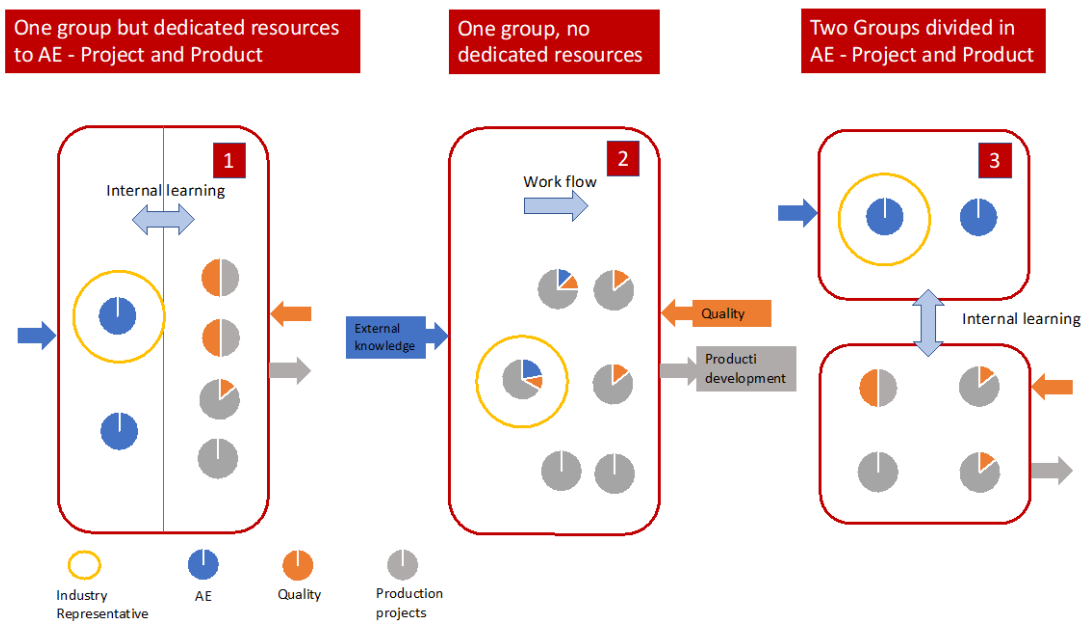 One group but dedicated resources
to AE - Project and Product
One group, no
dedicated resources
Two Groups divided in
AE - Project and Product
1
Internal learning
2
Work flow
3
External
knowledge
Quality
Producti
development
Internal learning
Industry
Representative
AE
Quality
Production
projects